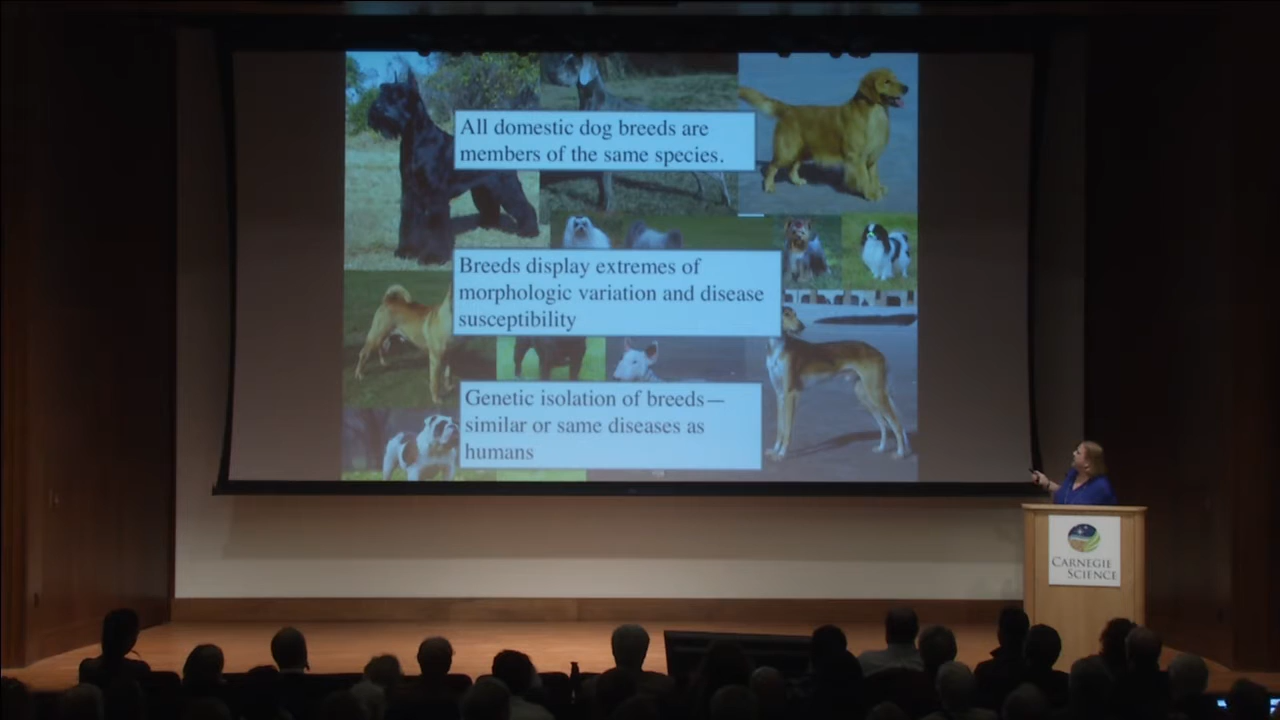 All domestic dog breeds are
members of the same species.
Breeds display extremes of
morphologic variation and disease
susceptibility
Genetic isolation of breeds—
similar or same diseases as
humans
CARNEGIE
SCIENCE